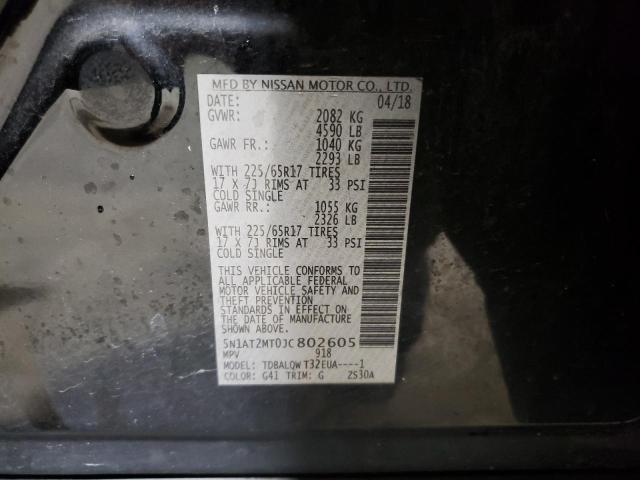 MFD BY NISSAN MOTOR CO., LTD.
DATE: 04/18
GVWR: 2082 KG
4590 LB
GAWR FR.: 1040 KG
2293 LB
WITH 225/65R17 TIRES
17 X 7J RIMS AT 33 PSI
COLD SINGLE
GAWR RR.: 1055 KG
2326 LB
WITH 225/65R17 TIRES
17 X 7J RIMS AT 33 PSI
COLD SINGLE
THIS VEHICLE CONFORMS TO
ALL APPLICABLE FEDERAL
MOTOR VEHICLE SAFETY AND
THEFT PREVENTION
STANDARDS IN EFFECT ON
THE DATE OF MANUFACTURE
SHOWN ABOVE.
5N1AT2MT0JC802605
MPV 918
MODEL: TDBALQW T32EUA----1
COLOR: G41 TRIM: G ZS30A